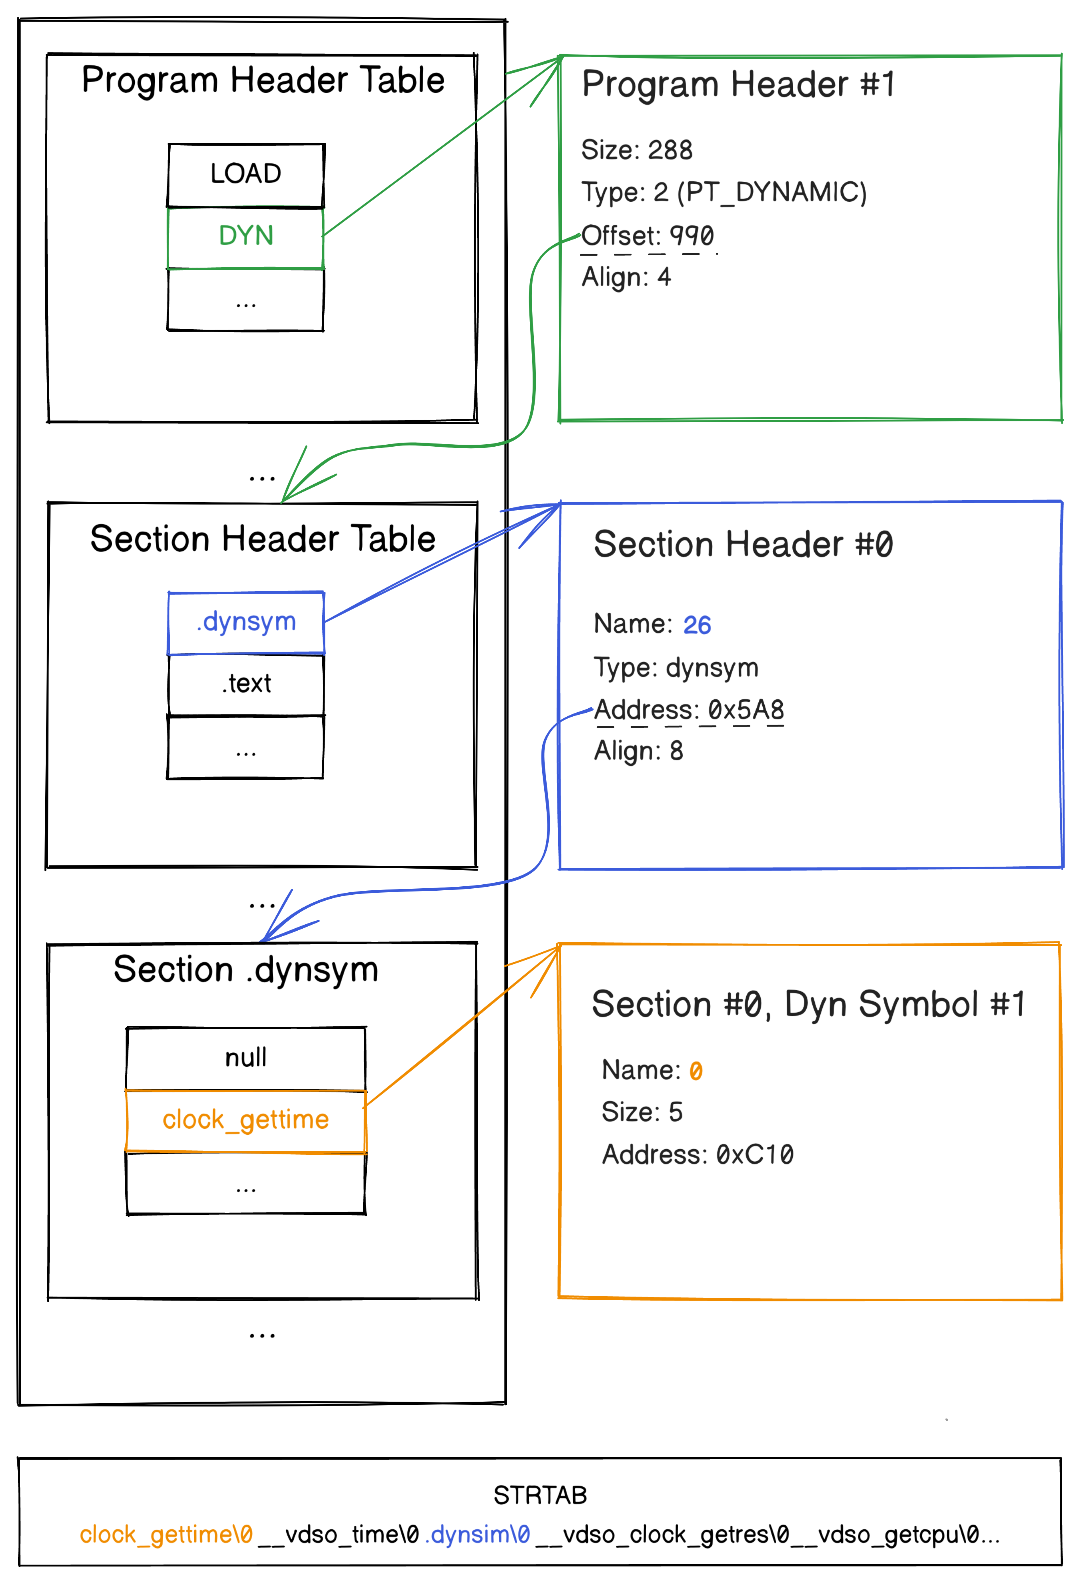 Program Header Table
LOAD
DYN
...
Program Header #1
Size: 288
Type: 2 (PT_DYNAMIC)
Offset: 990
Align: 4
...
Section Header Table
.dynsym
.text
...
Section Header #0
Name: 26
Type: dynsym
Address: 0x5A8
Align: 8
...
Section .dynsym
null
clock_gettime
...
Section #0, Dyn Symbol #1
Name: 0
Size: 5
Address: 0xC10
...
STRTAB
clock_gettime\0 __vdso_time\0 .dynsim\0 __vdso_clock_getres\0__vdso_getcpu\0...